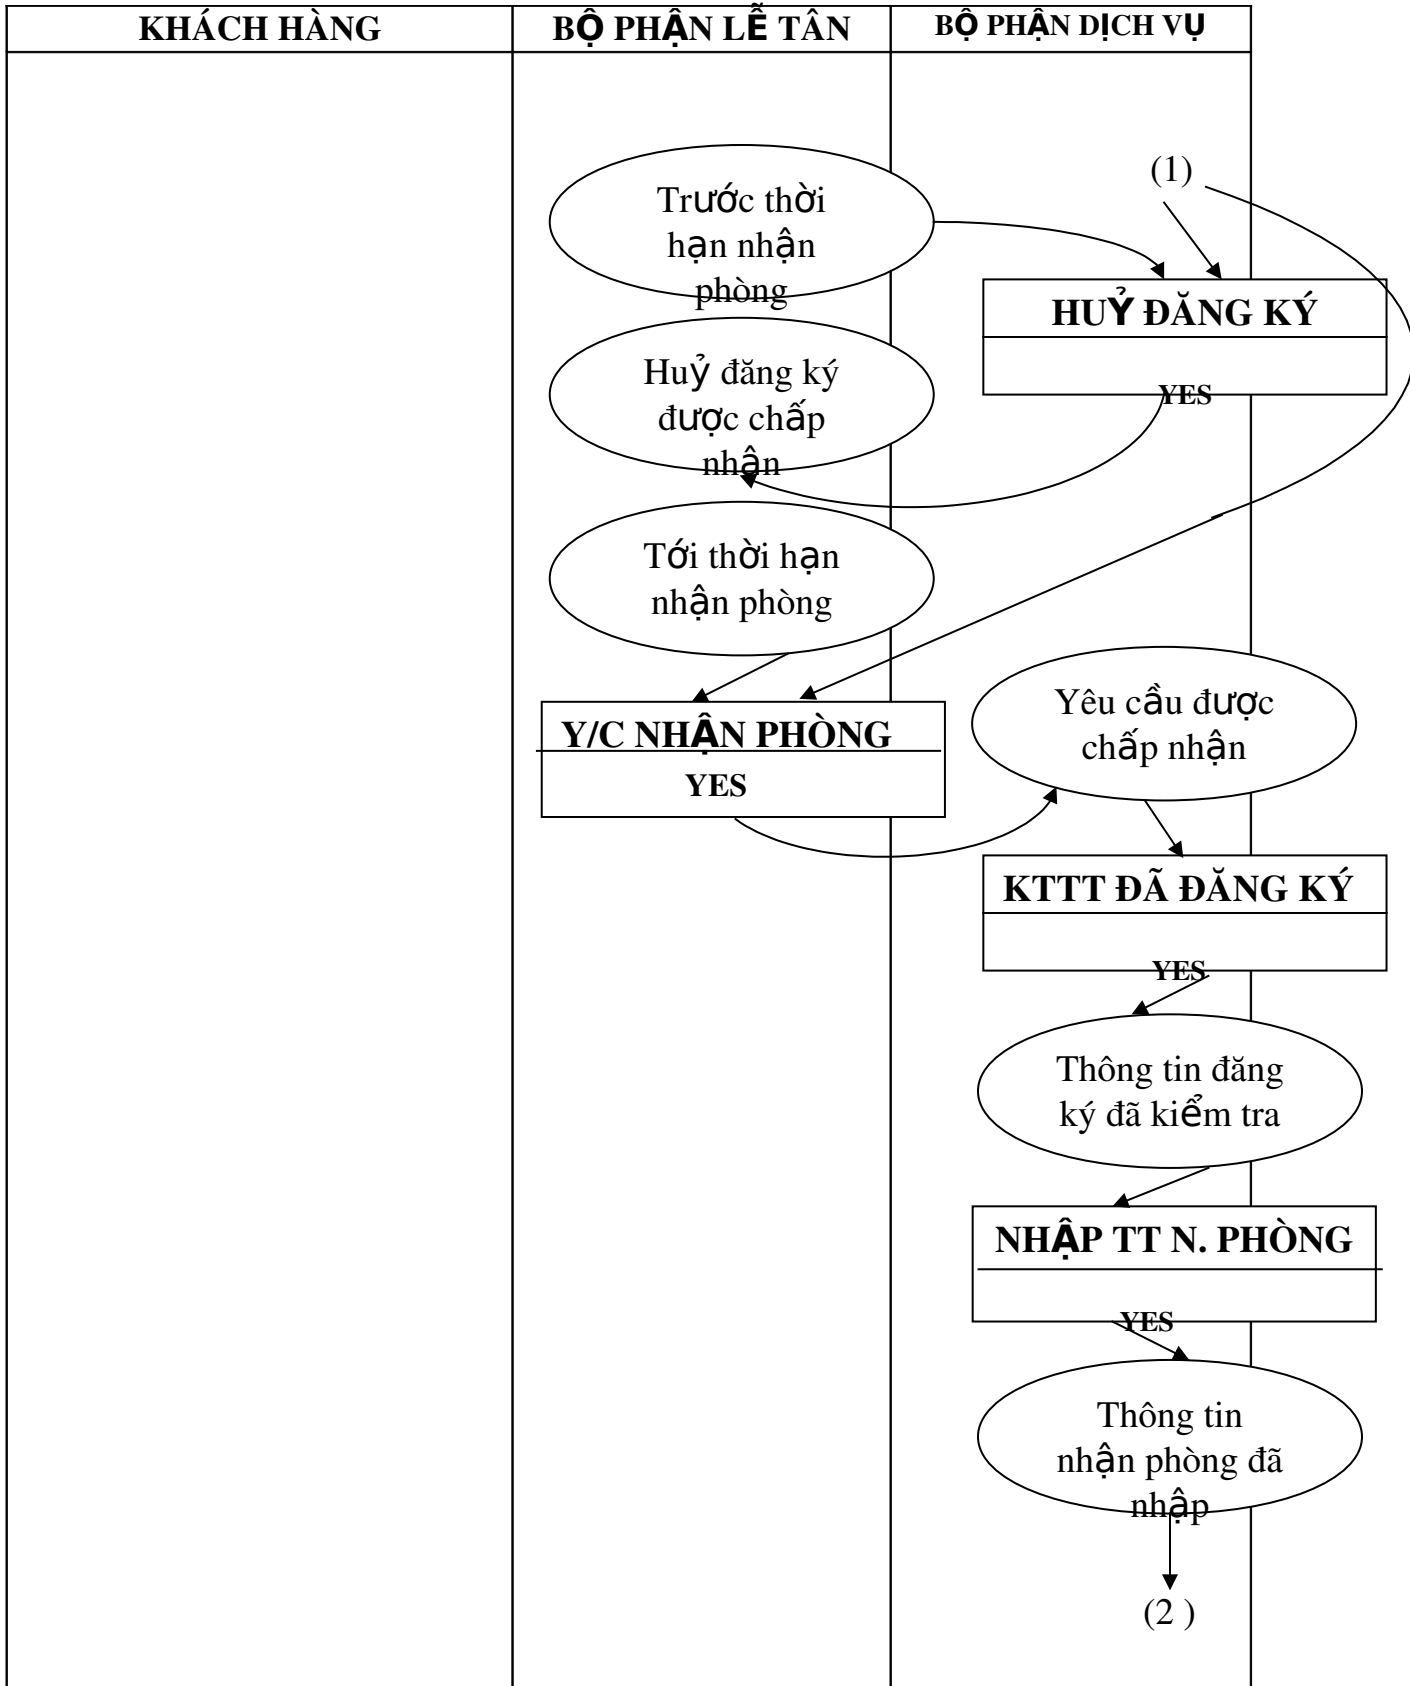 KHÁCH HÀNG
BỘ PHẬN LỄ TÂN
BỘ PHẬN DỊCH VỤ
(1)
Trước thời
hạn nhận
phòng
HUỶ ĐĂNG KÝ
YES
Huỷ đăng ký
được chấp
nhận
Tới thời hạn
nhận phòng
Y/C NHẬN PHÒNG
YES
Yêu cầu được
chấp nhận
KTTT ĐÃ ĐĂNG KÝ
YES
Thông tin đăng
ký đã kiểm tra
NHẬP TT N. PHÒNG
YES
Thông tin
nhận phòng đã
nhập
(2 )